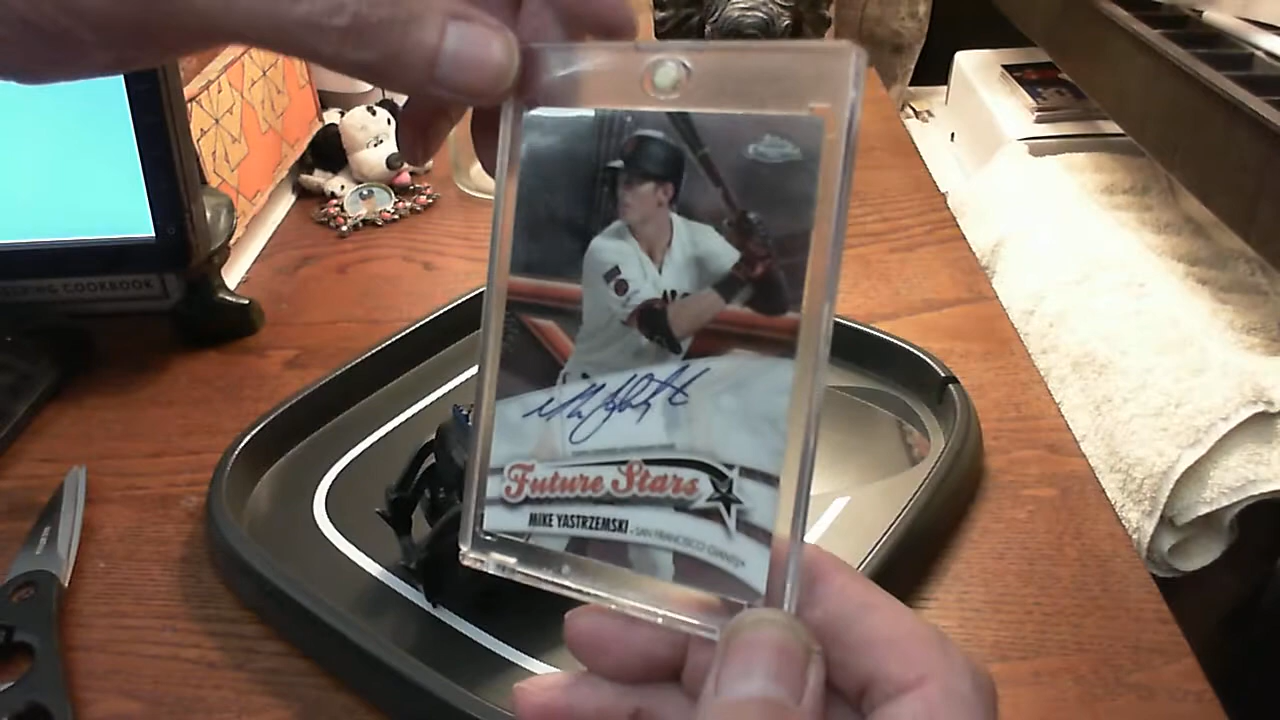 COOKBOOK
Future Stars
MIKE YASTRZEMSKI • SAN FRANCISCO GIANTS®